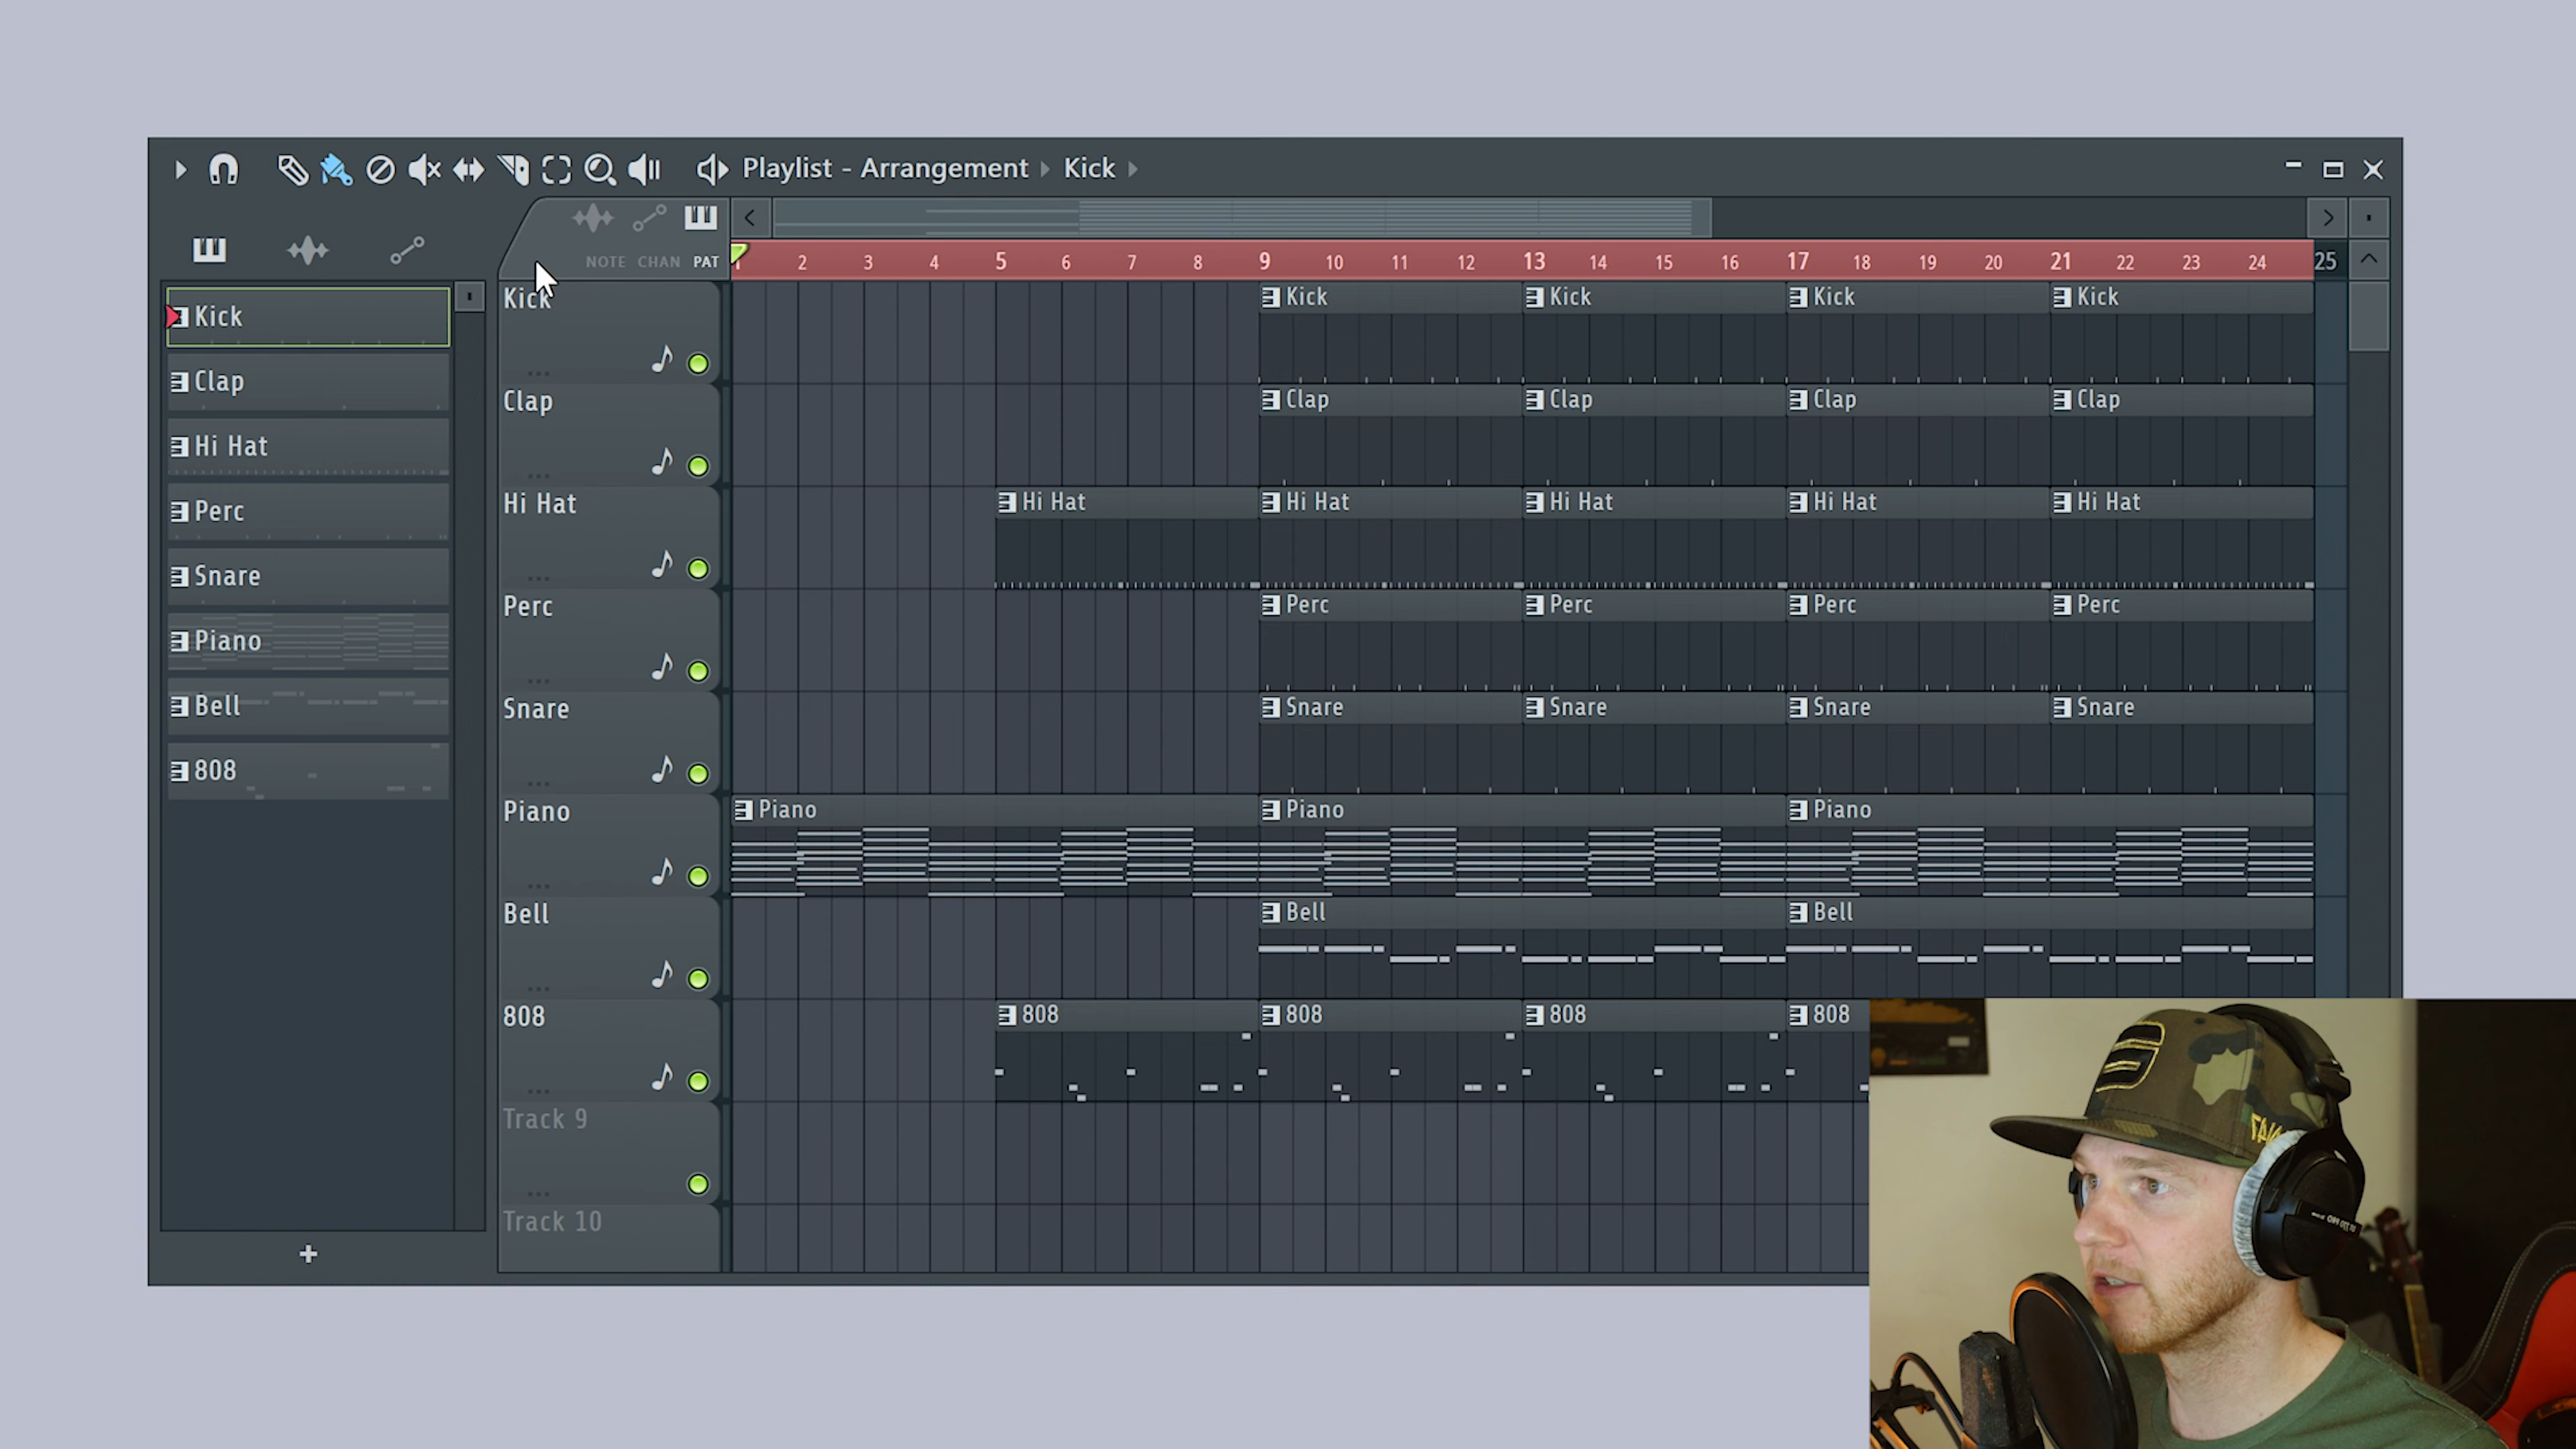 Playlist - Arrangement Kick
NOTE CHAN PAT
1 2 3 4 5 6 7 8 9 10 11 12 13 14 15 16 17 18 19 20 21 22 23 24 25
Kick
Clap
Hi Hat
Perc
Snare
Piano
Bell
808
Kick
Kick Kick Kick Kick
Clap
Clap Clap Clap Clap
Hi Hat
Hi Hat Hi Hat Hi Hat Hi Hat Hi Hat
Perc
Perc Perc Perc Perc
Snare
Snare Snare Snare Snare
Piano
Piano Piano Piano
Bell
Bell Bell
808
808 808 808 808
Track 9
Track 10